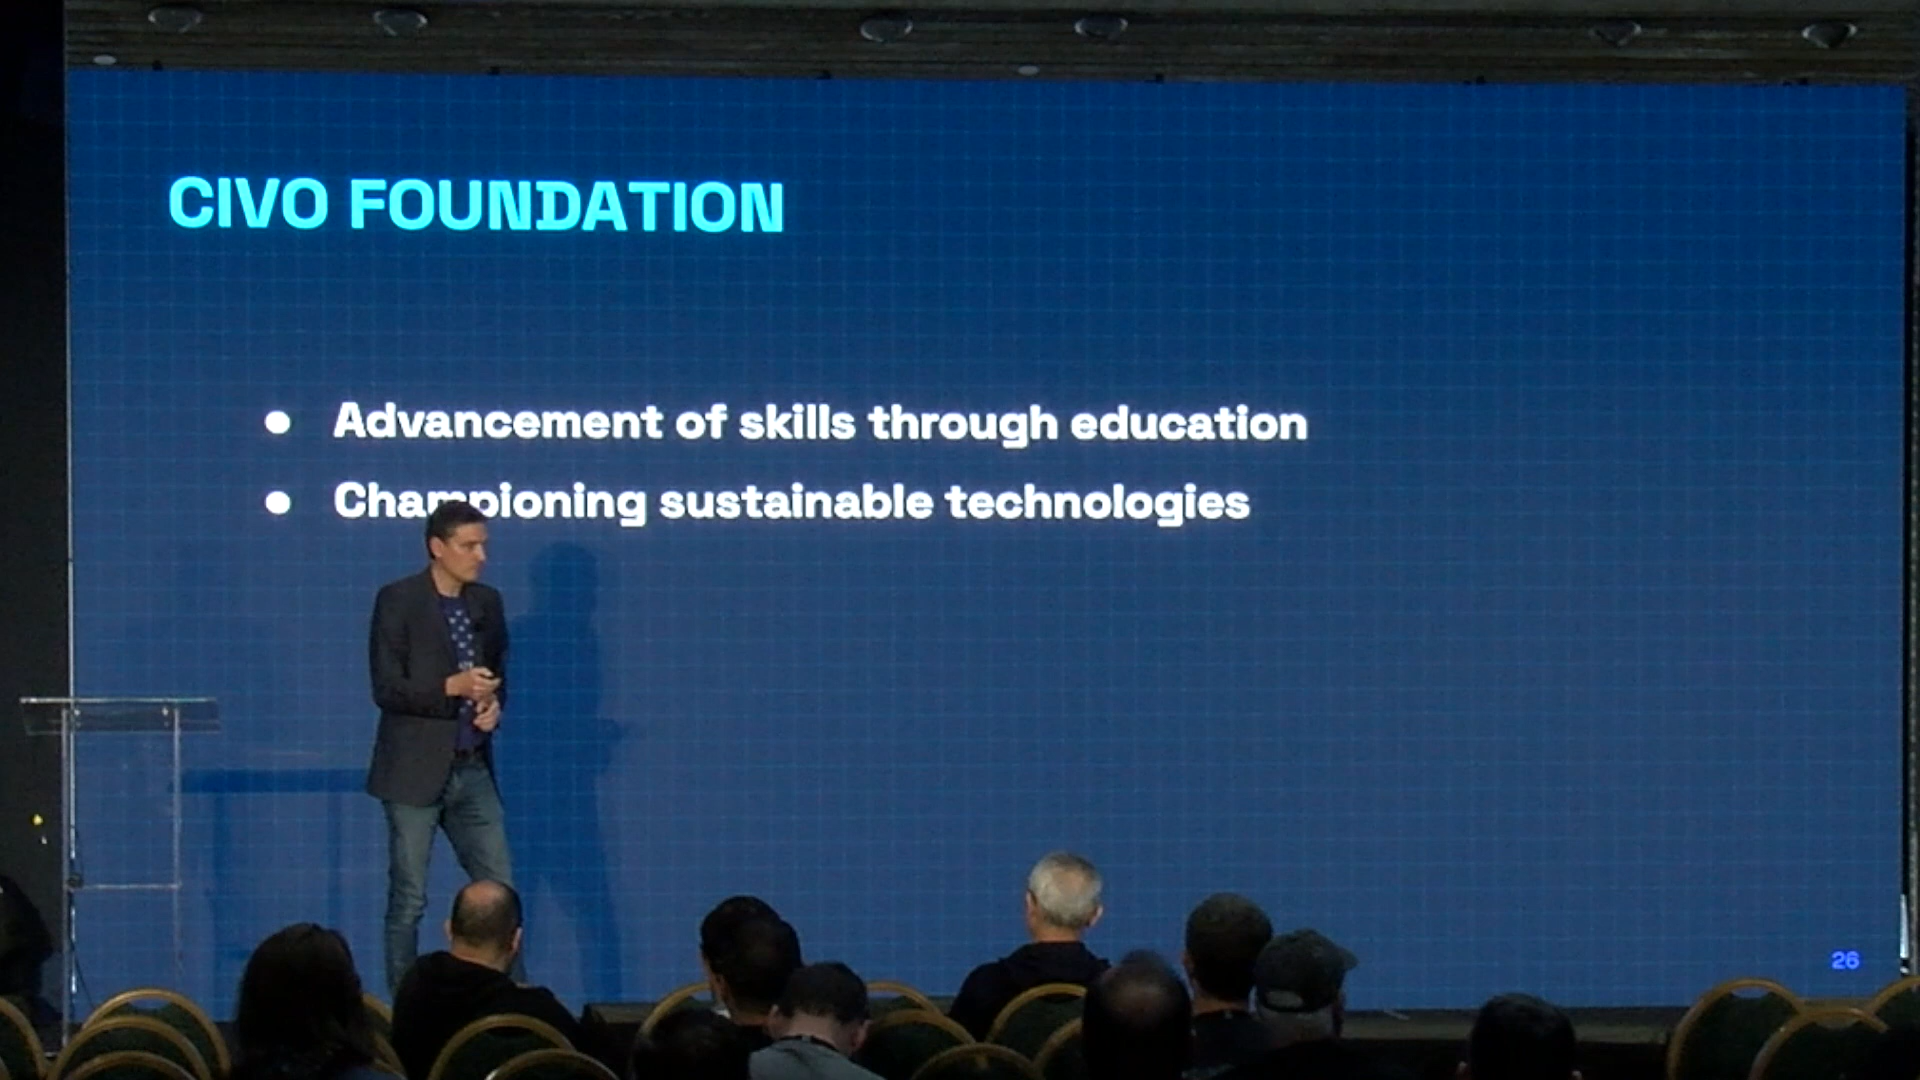 CIVO FOUNDATION
● Advancement of skills through education
● Championing sustainable technologies
26